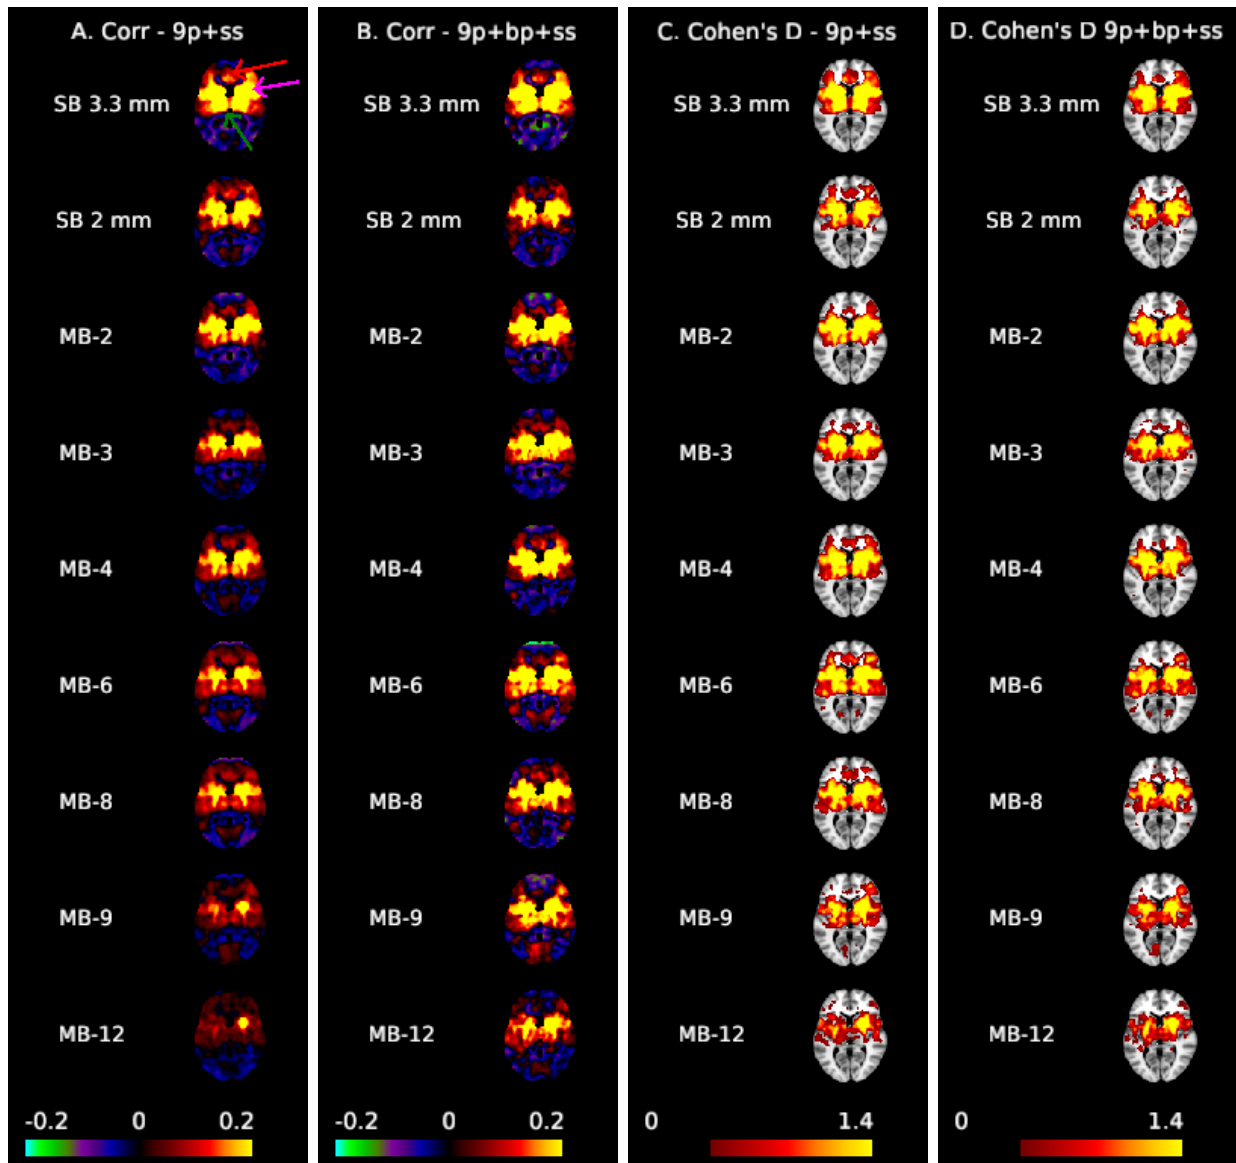 A. Corr - 9p+ss
B. Corr - 9p+bp+ss
C. Cohen's D - 9p+ss
D. Cohen's D 9p+bp+ss
SB 3.3 mm
SB 3.3 mm
SB 3.3 mm
SB 3.3 mm
SB 2 mm
SB 2 mm
SB 2 mm
SB 2 mm
MB-2
MB-2
MB-2
MB-2
MB-3
MB-3
MB-3
MB-3
MB-4
MB-4
MB-4
MB-4
MB-6
MB-6
MB-6
MB-6
MB-8
MB-8
MB-8
MB-8
MB-9
MB-9
MB-9
MB-9
MB-12
MB-12
MB-12
MB-12
-0.2 0 0.2
-0.2 0 0.2
0 1.4
0 1.4